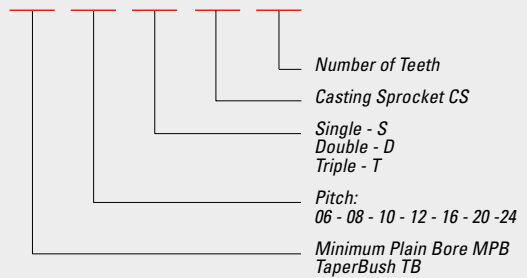 Number of Teeth
Casting Sprocket CS
Single - S
Double - D
Triple - T
Pitch:
06 - 08 - 10 - 12 - 16 - 20 -24
Minimum Plain Bore MPB
TaperBush TB